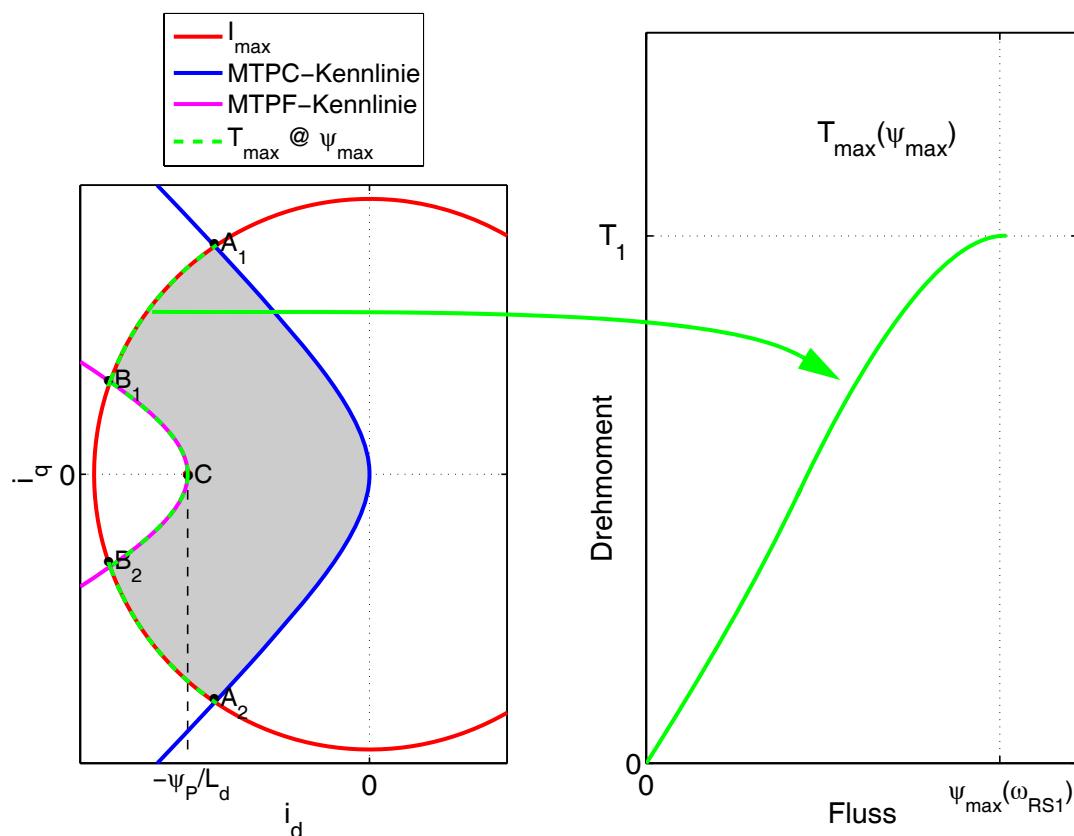 I_max
MTPC−Kennlinie
MTPF−Kennlinie
T_max @ ψ_max
A_1
B_1
C
B_2
A_2
i_q
0
−ψ_P/L_d
0
i_d
T_max(ψ_max)
T_1
Drehmoment
0
0
Fluss
ψ_max(ω_RS1)